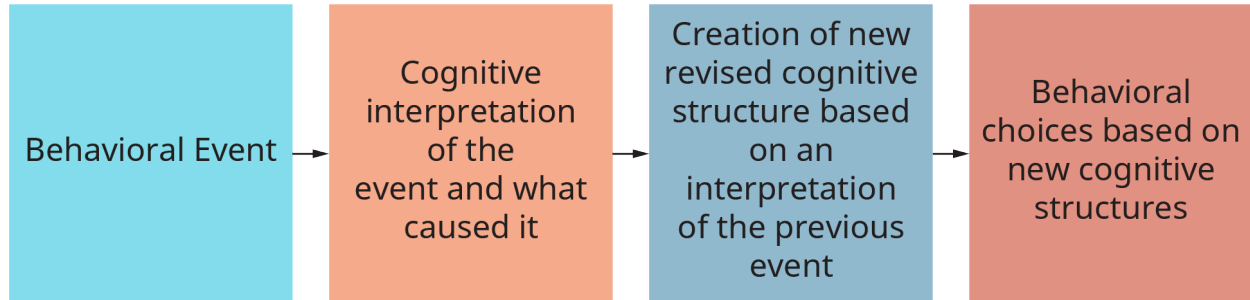 Behavioral Event
Cognitive
interpretation
of the
event and what
caused it
Creation of new
revised cognitive
structure based
on an
interpretation
of the previous
event
Behavioral
choices based on
new cognitive
structures